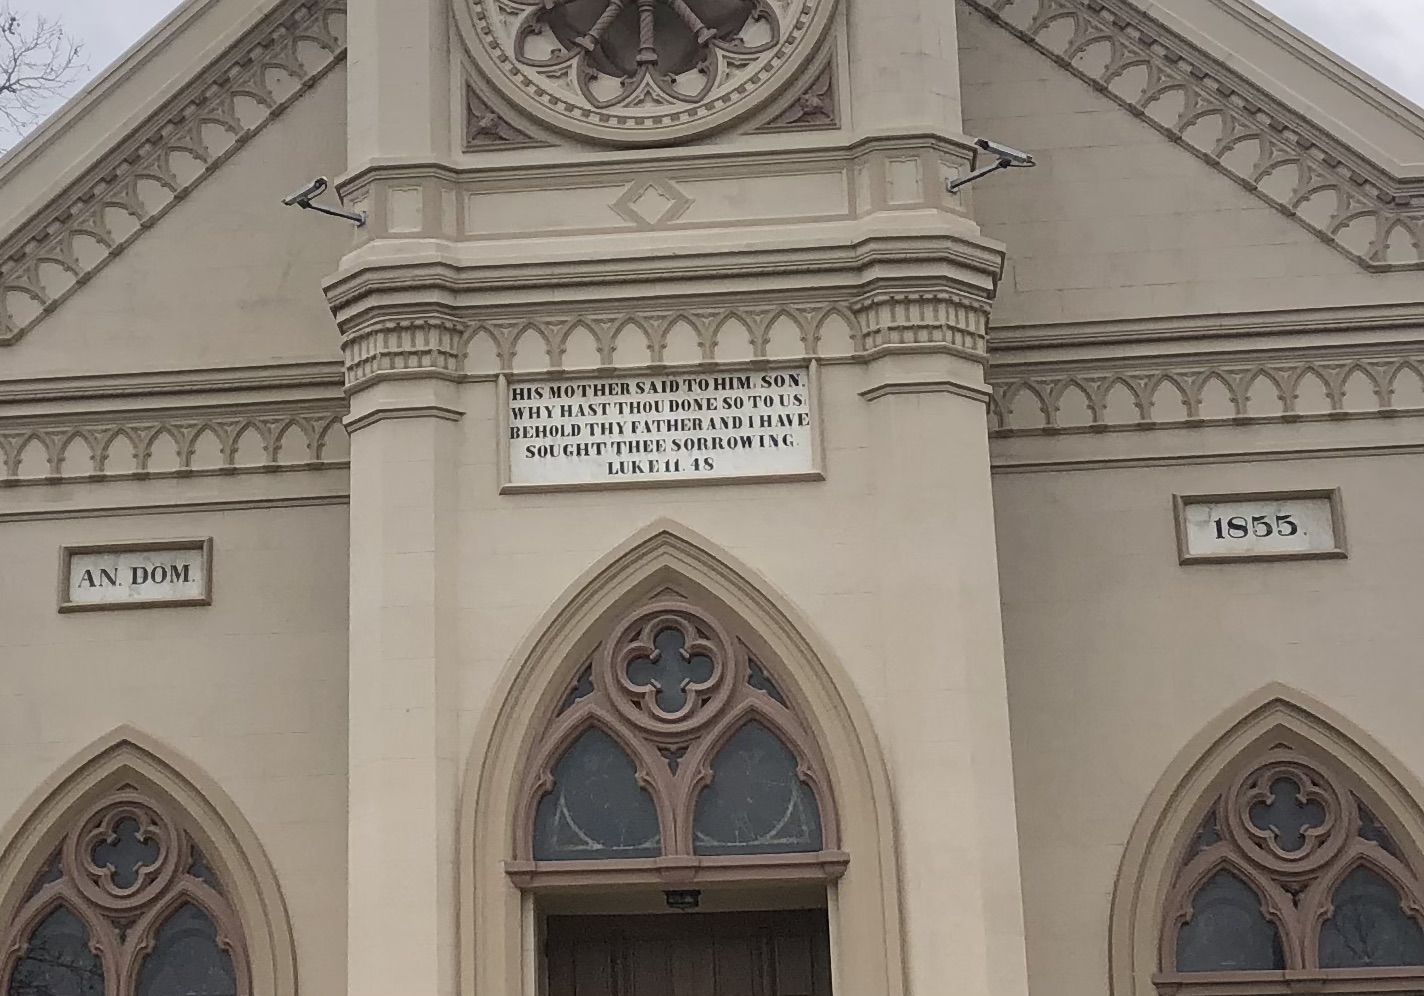 HIS MOTHER SAID TO HIM, SON.
WHY HAST THOU DONE SO TO US,
BEHOLD THY FATHER AND I HAVE
SOUGHT THEE SORROWING.
LUKE 11. 48
AN. DOM.
1855.